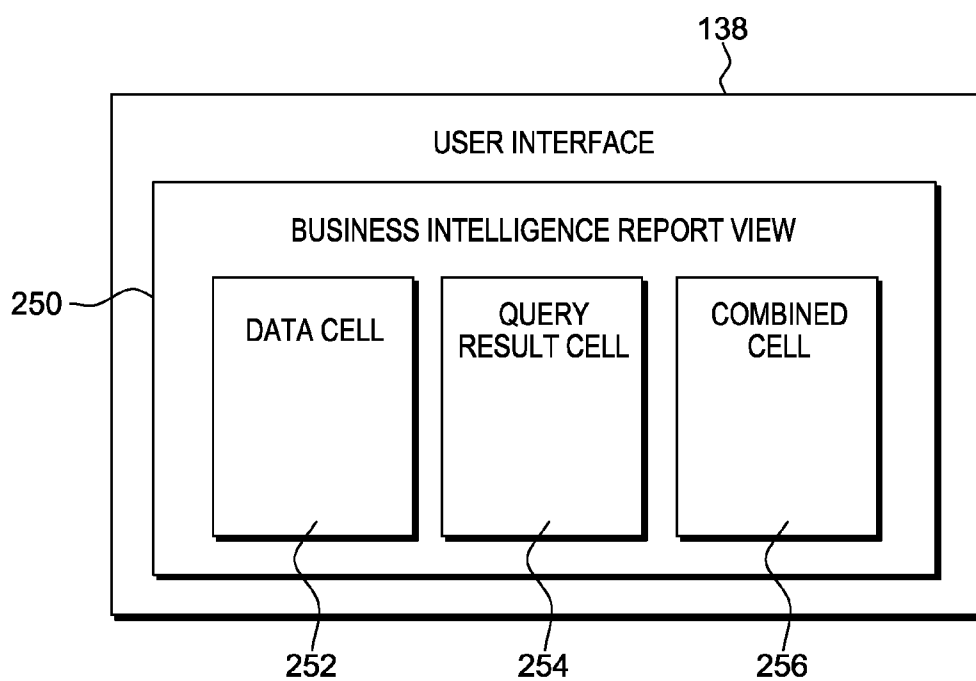 138
USER INTERFACE
BUSINESS INTELLIGENCE REPORT VIEW
250
DATA CELL
QUERY
RESULT CELL
COMBINED
CELL
252
254
256